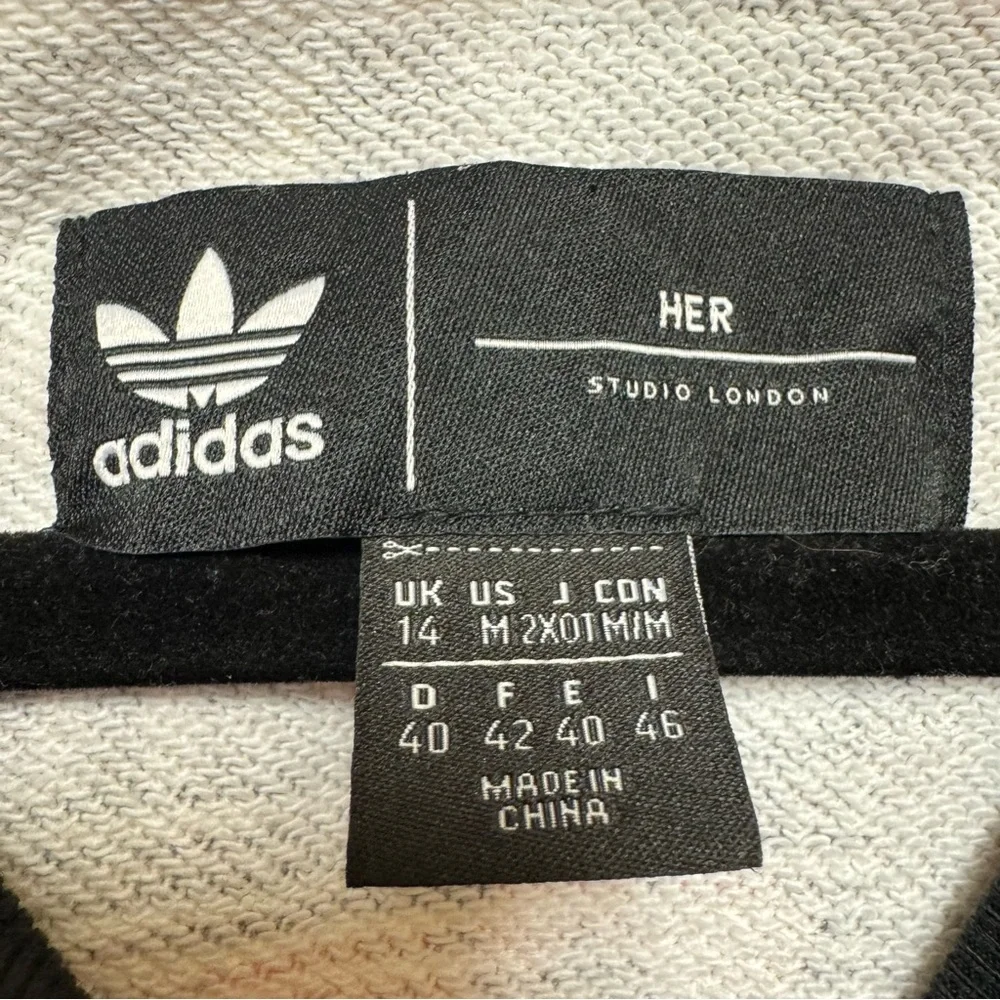 adidas
HER
STUDIO LONDON
UK US J CON
14 M 2XOT M/M
D F E I
40 42 40 46
MADE IN
CHINA